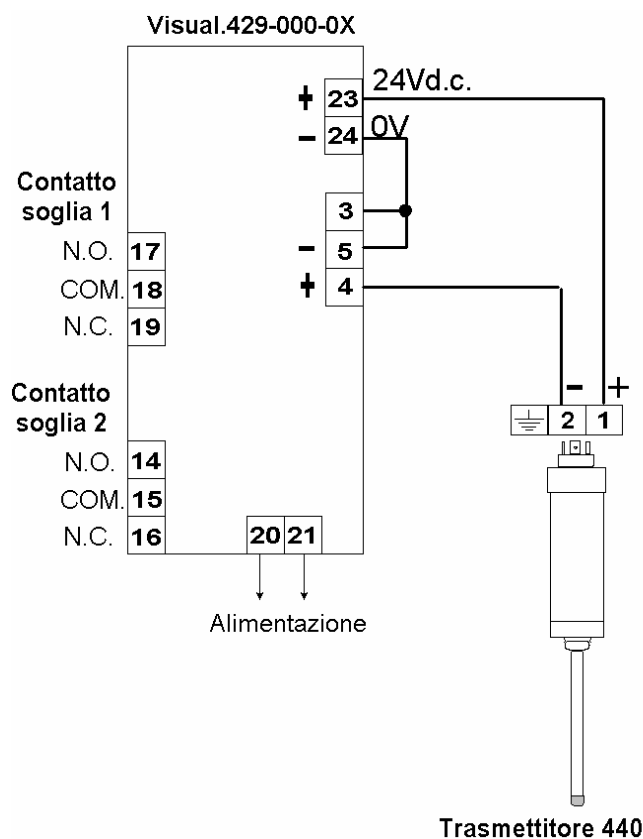 Visual.429-000-0X
+ 23 24Vd.c.
- 24 0V
Contatto
soglia 1
3
- 5
+ 4
N.O. 17
COM. 18
N.C. 19
Contatto
soglia 2
N.O. 14
COM. 15
N.C. 16
20 21
Alimentazione
- +
2 1
Trasmettitore 440